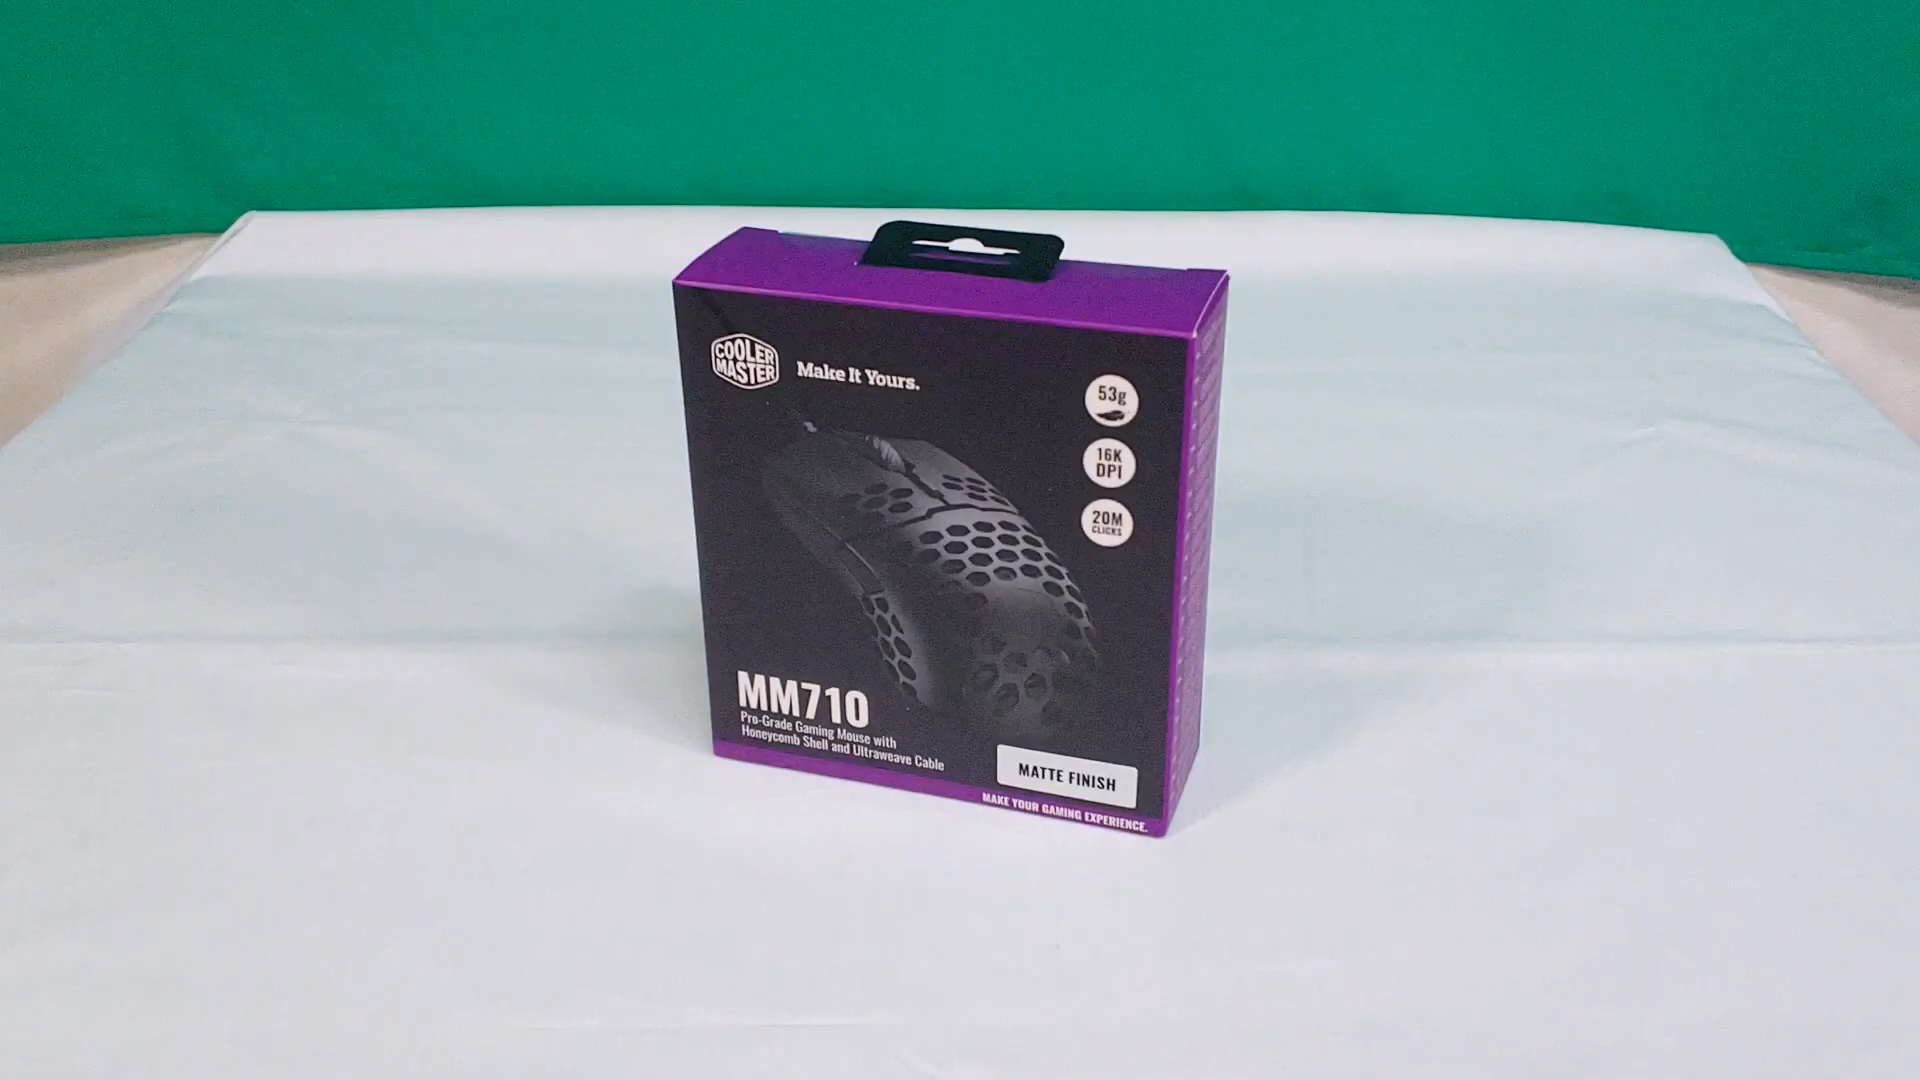 COOLER
MASTER
Make It Yours.
53g
16K
DPI
20M
CLICKS
MM710
Pro-Grade Gaming Mouse with
Honeycomb Shell and Ultraweave Cable
MATTE FINISH
MAKE YOUR GAMING EXPERIENCE.